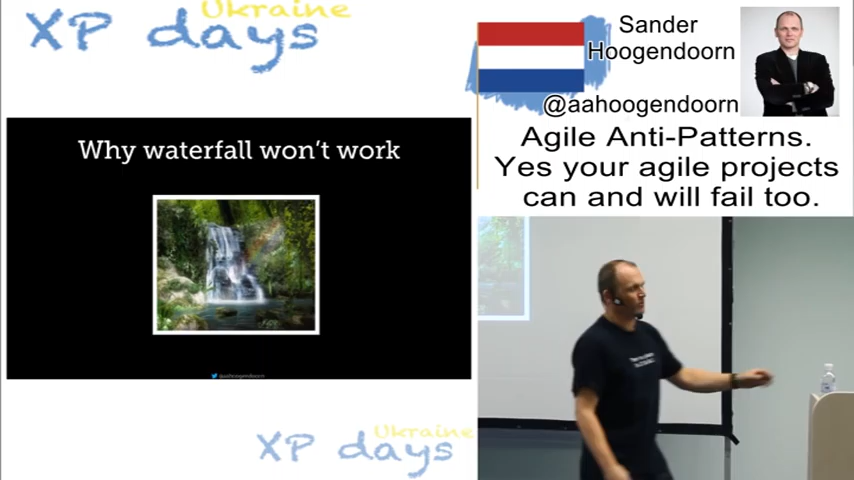 Ukraine
XP days
Sander
Hoogendoorn
@aahoogendoorn
Agile Anti-Patterns.
Yes your agile projects
can and will fail too.
Why waterfall won't work
@aahoogendoorn
Ukraine
XP days